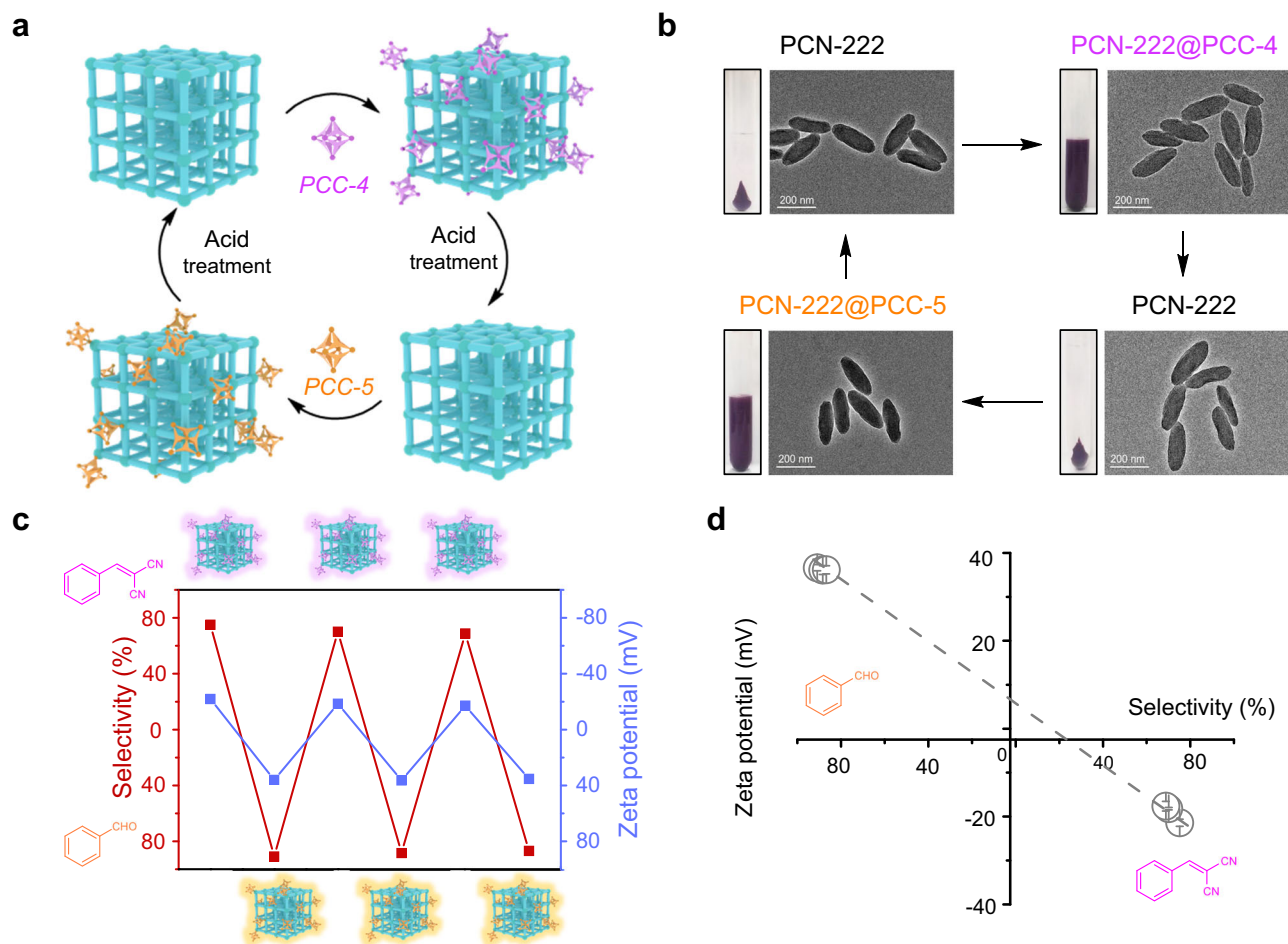 a
PCC-4
Acid
treatment
Acid
treatment
PCC-5
b
PCN-222
PCN-222@PCC-4
200 nm
200 nm
PCN-222@PCC-5
PCN-222
200 nm
200 nm
c
CN
CN
CHO
Selectivity (%)
80
40
0
40
80
Zeta potential (mV)
-80
-40
0
40
80
d
Zeta potential (mV)
40
20
0
-20
-40
CHO
Selectivity (%)
80
40
40
80
CN
CN